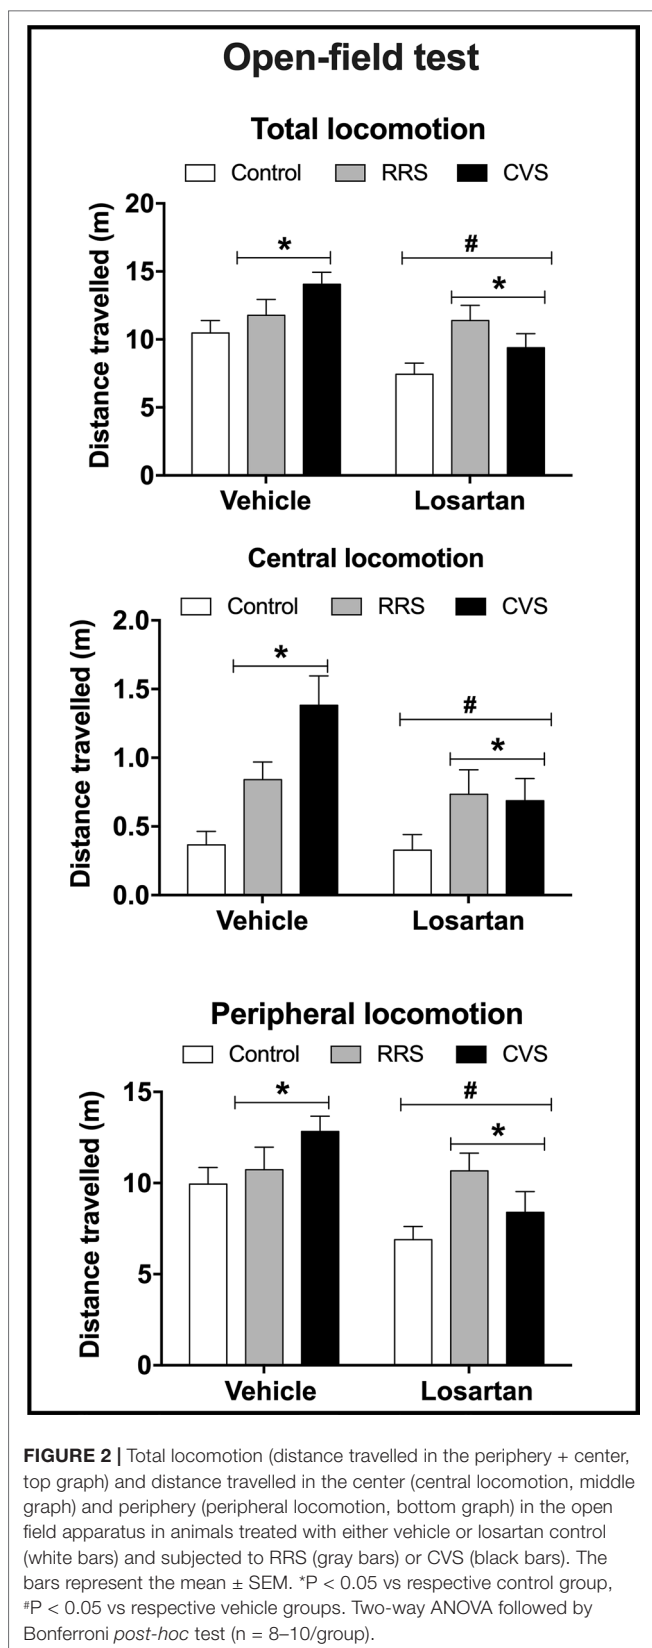 Open-field test
Total locomotion
Control RRS CVS
Distance travelled (m)
20
15
10
5
0
* # *
Vehicle Losartan
Central locomotion
Control RRS CVS
Distance travelled (m)
2.0
1.5
1.0
0.5
0.0
* # *
Vehicle Losartan
Peripheral locomotion
Control RRS CVS
Distance travelled (m)
15
10
5
0
* # *
Vehicle Losartan
FIGURE 2 | Total locomotion (distance travelled in the periphery + center,
top graph) and distance travelled in the center (central locomotion, middle
graph) and periphery (peripheral locomotion, bottom graph) in the open
field apparatus in animals treated with either vehicle or losartan control
(white bars) and subjected to RRS (gray bars) or CVS (black bars). The
bars represent the mean ± SEM. *P < 0.05 vs respective control group,
#P < 0.05 vs respective vehicle groups. Two-way ANOVA followed by
Bonferroni post-hoc test (n = 8–10/group).